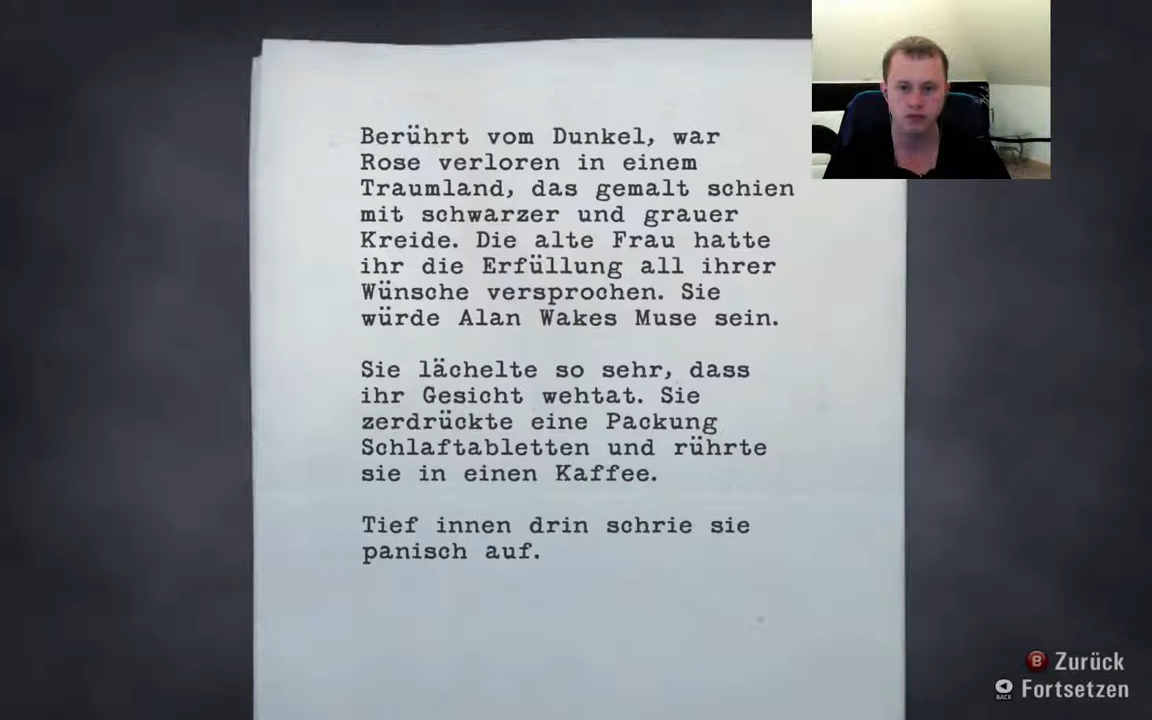 Berührt vom Dunkel, war
Rose verloren in einem
Traumland, das gemalt schien
mit schwarzer und grauer
Kreide. Die alte Frau hatte
ihr die Erfüllung all ihrer
Wünsche versprochen. Sie
würde Alan Wakes Muse sein.
Sie lächelte so sehr, dass
ihr Gesicht wehtat. Sie
zerdrückte eine Packung
Schlaftabletten und rührte
sie in einen Kaffee.
Tief innen drin schrie sie
panisch auf.
B Zurück
BACK Fortsetzen